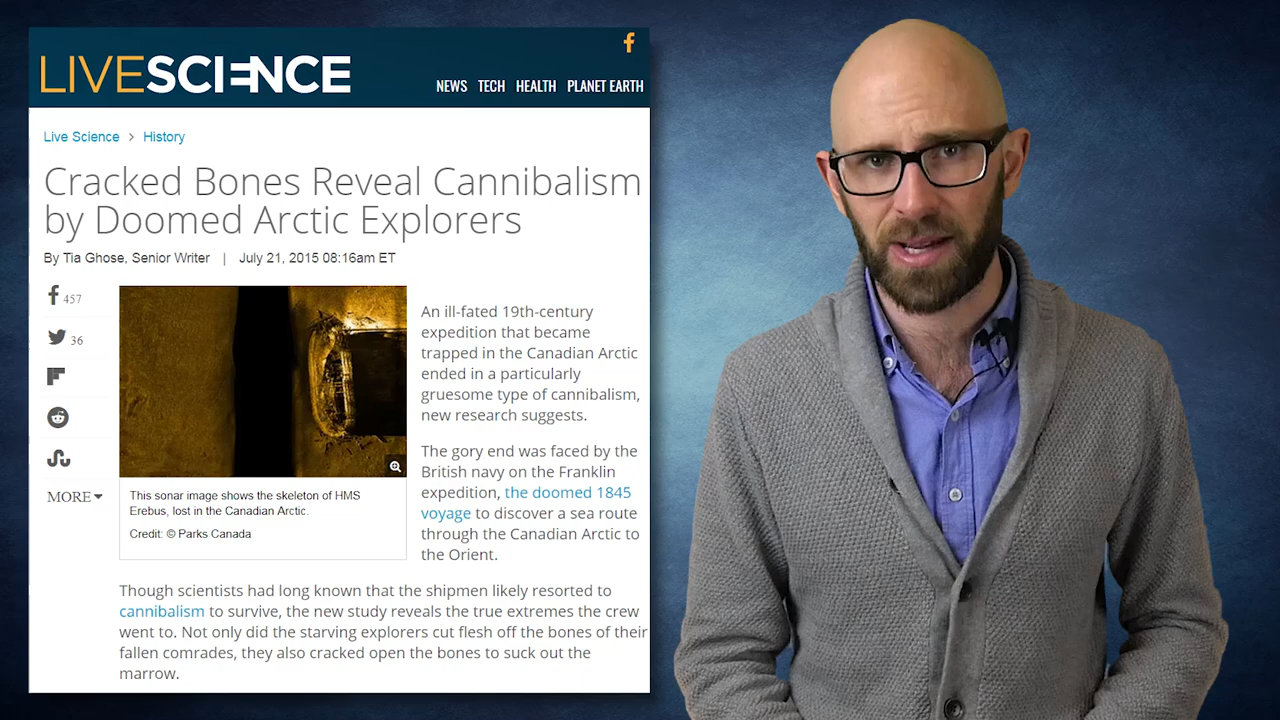 LIVESCIENCE
NEWS TECH HEALTH PLANET EARTH
Live Science > History
Cracked Bones Reveal Cannibalism
by Doomed Arctic Explorers
By Tia Ghose, Senior Writer | July 21, 2015 08:16am ET
457
36
MORE
This sonar image shows the skeleton of HMS
Erebus, lost in the Canadian Arctic.
Credit: © Parks Canada
An ill-fated 19th-century
expedition that became
trapped in the Canadian Arctic
ended in a particularly
gruesome type of cannibalism,
new research suggests.
The gory end was faced by the
British navy on the Franklin
expedition, the doomed 1845
voyage to discover a sea route
through the Canadian Arctic to
the Orient.
Though scientists had long known that the shipmen likely resorted to
cannibalism to survive, the new study reveals the true extremes the crew
went to. Not only did the starving explorers cut flesh off the bones of their
fallen comrades, they also cracked open the bones to suck out the
marrow.